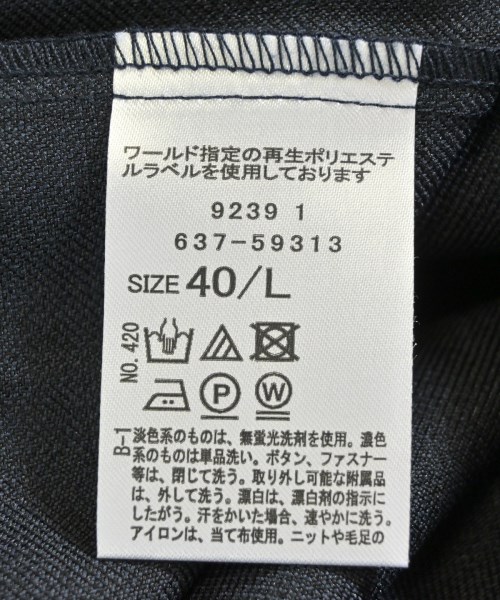 ワールド指定の再生ポリエステ
ルラベルを使用しております
9239 1
637-59313
SIZE 40/L
NO. 420
P
W
B-1
淡色系のものは、無蛍光洗剤を使用。濃色
系のものは単品洗い。ボタン、ファスナー
等は、閉じて洗う。取り外し可能な附属品
は、外して洗う。漂白は、漂白剤の指示に
したがう。汗をかいた場合、速やかに洗う。
アイロンは、当て布使用。ニットや毛足の